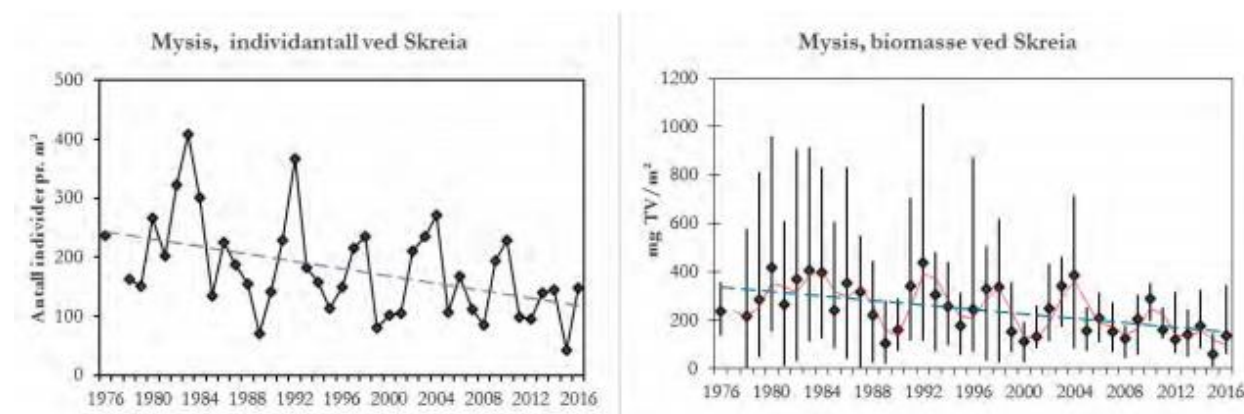 Mysis, individantall ved Skreia
Antall individer pr. m²
500
400
300
200
100
0
1976 1980 1984 1988 1992 1996 2000 2004 2008 2012 2016
Mysis, biomasse ved Skreia
mg TV/m²
1200
1000
800
600
400
200
0
1976 1980 1984 1988 1992 1996 2000 2004 2008 2012 2016